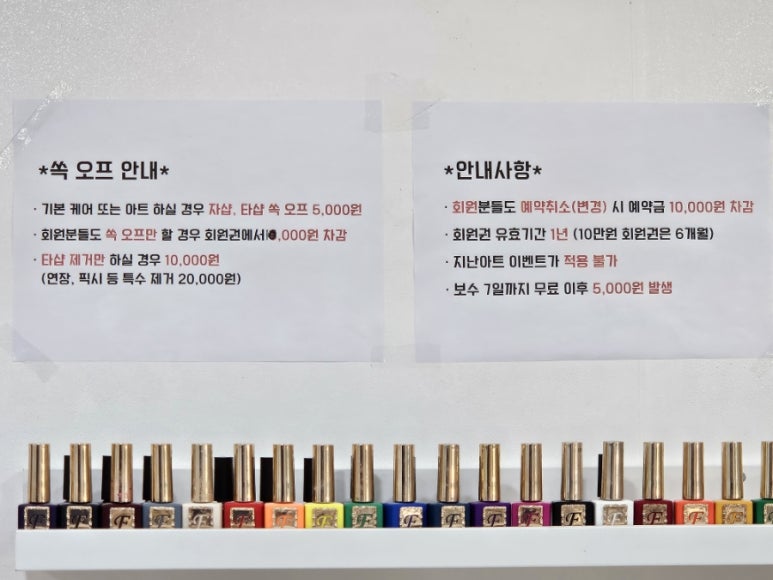 *쏙 오프 안내*
· 기본 케어 또는 아트 하실 경우 자샵, 타샵 쏙 오프 5,000원
· 회원분들도 쏙 오프만 할 경우 회원권에서 ,000원 차감
· 타샵 제거만 하실 경우 10,000원
(연장, 픽시 등 특수 제거 20,000원)
*안내사항*
· 회원분들도 예약취소(변경) 시 예약금 10,000원 차감
· 회원권 유효기간 1년 (10만원 회원권은 6개월)
· 지난아트 이벤트가 적용 불가
· 보수 7일까지 무료 이후 5,000원 발생
F F F F F F F F F F F F F F F F F F